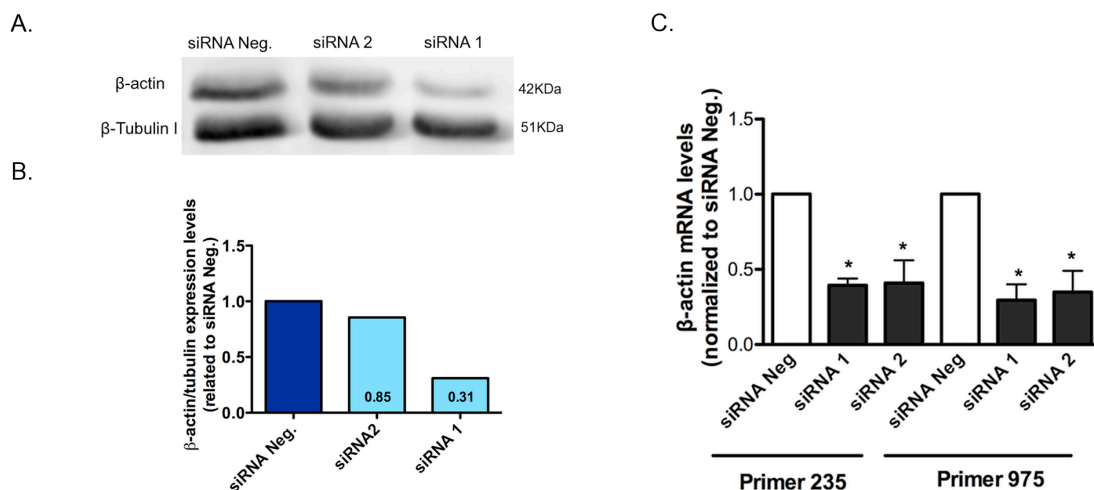 A.
siRNA Neg. siRNA 2 siRNA 1
β-actin 42KDa
β-Tubulin I 51KDa
B.
β-actin/tubulin expression levels
(related to siRNA Neg.)
1.5
1.0
0.5
0.0
0.85 0.31
siRNA Neg. siRNA2 siRNA 1
C.
β-actin mRNA levels
(normalized to siRNA Neg.)
1.5
1.0
0.5
0.0
* * * *
siRNA Neg siRNA 1 siRNA 2 siRNA Neg siRNA 1 siRNA 2
Primer 235 Primer 975